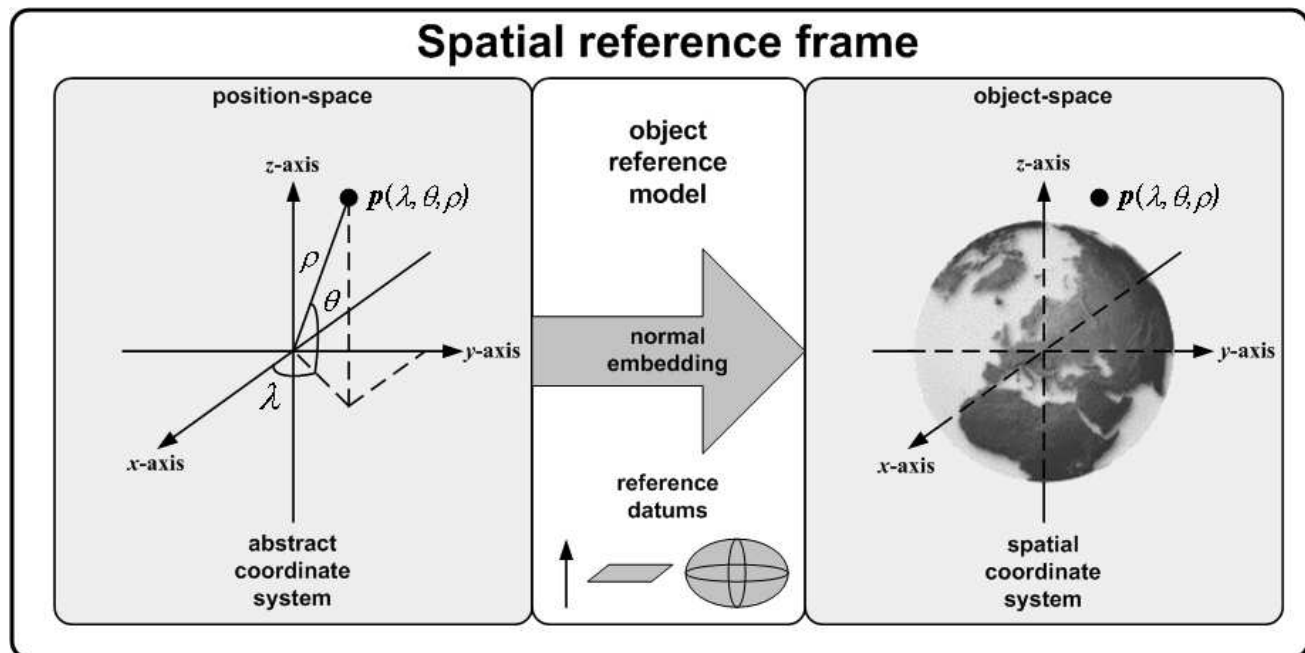 Spatial reference frame
position-space
z-axis
p(λ, θ, ρ)
ρ
θ
y-axis
λ
x-axis
abstract
coordinate
system
object
reference
model
normal
embedding
reference
datums
object-space
z-axis
p(λ, θ, ρ)
y-axis
x-axis
spatial
coordinate
system